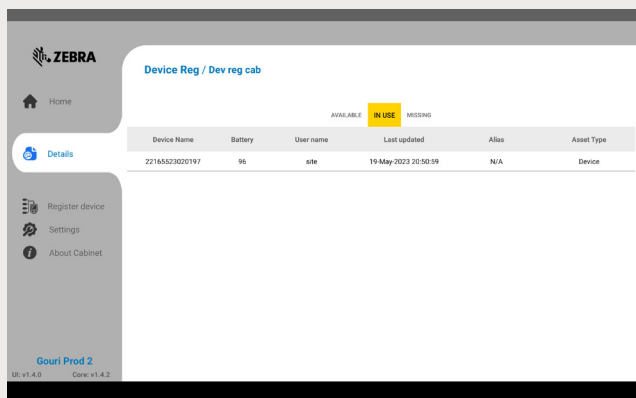 ZEBRA
Device Reg / Dev reg cab
Home
AVAILABLE IN USE MISSING
Device Name Battery User name Last updated Alias Asset Type
Details
22165523020197 96 site 19-May-2023 20:50:59 N/A Device
Register device
Settings
About Cabinet
Gouri Prod 2
UI: v1.4.0 Core: v1.4.2